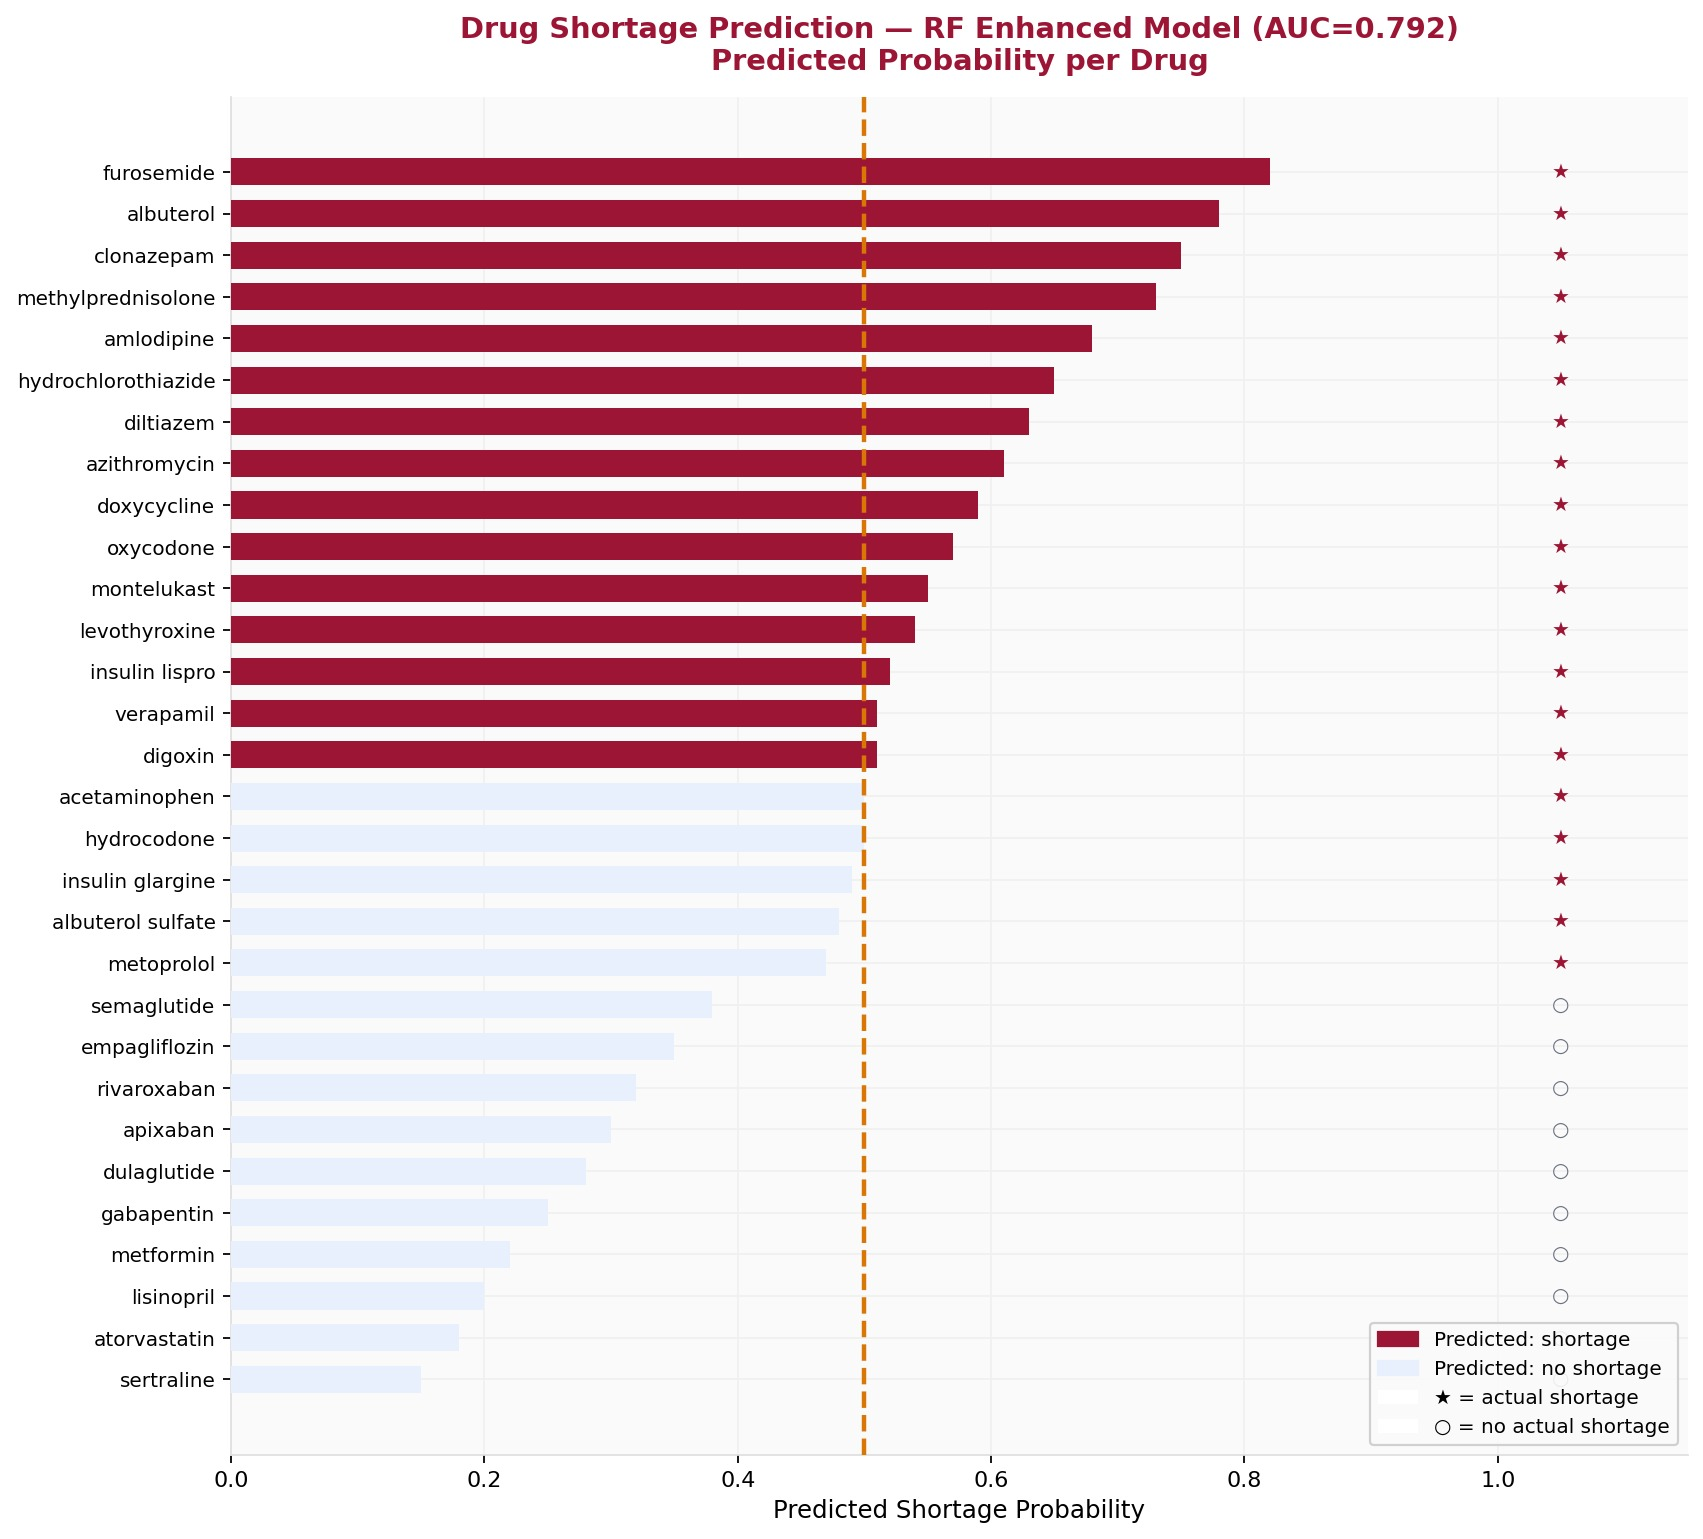 Drug Shortage Prediction — RF Enhanced Model (AUC=0.792)
Predicted Probability per Drug
furosemide ★
albuterol ★
clonazepam ★
methylprednisolone ★
amlodipine ★
hydrochlorothiazide ★
diltiazem ★
azithromycin ★
doxycycline ★
oxycodone ★
montelukast ★
levothyroxine ★
insulin lispro ★
verapamil ★
digoxin ★
acetaminophen ★
hydrocodone ★
insulin glargine ★
albuterol sulfate ★
metoprolol ★
semaglutide ○
empagliflozin ○
rivaroxaban ○
apixaban ○
dulaglutide ○
gabapentin ○
metformin ○
lisinopril ○
atorvastatin
sertraline
Predicted: shortage
Predicted: no shortage
★ = actual shortage
○ = no actual shortage
0.0 0.2 0.4 0.6 0.8 1.0
Predicted Shortage Probability